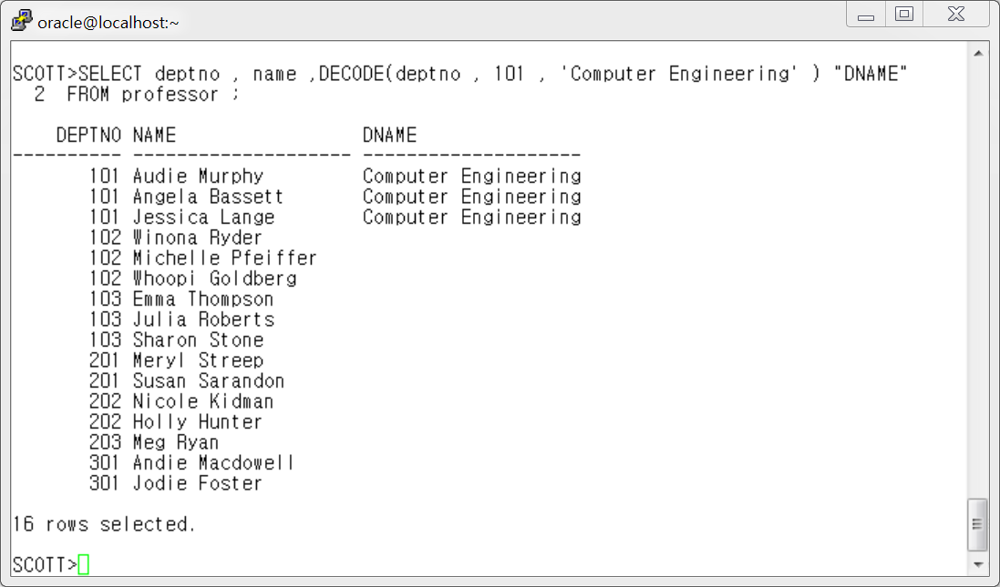 oracle@localhost:~
SCOTT>SELECT deptno , name ,DECODE(deptno , 101 , 'Computer Engineering' ) "DNAME"
  2  FROM professor ;
    DEPTNO NAME                 DNAME
---------- -------------------- --------------------
       101 Audie Murphy         Computer Engineering
       101 Angela Bassett       Computer Engineering
       101 Jessica Lange        Computer Engineering
       102 Winona Ryder
       102 Michelle Pfeiffer
       102 Whoopi Goldberg
       103 Emma Thompson
       103 Julia Roberts
       103 Sharon Stone
       201 Meryl Streep
       201 Susan Sarandon
       202 Nicole Kidman
       202 Holly Hunter
       203 Meg Ryan
       301 Andie Macdowell
       301 Jodie Foster
16 rows selected.
SCOTT>